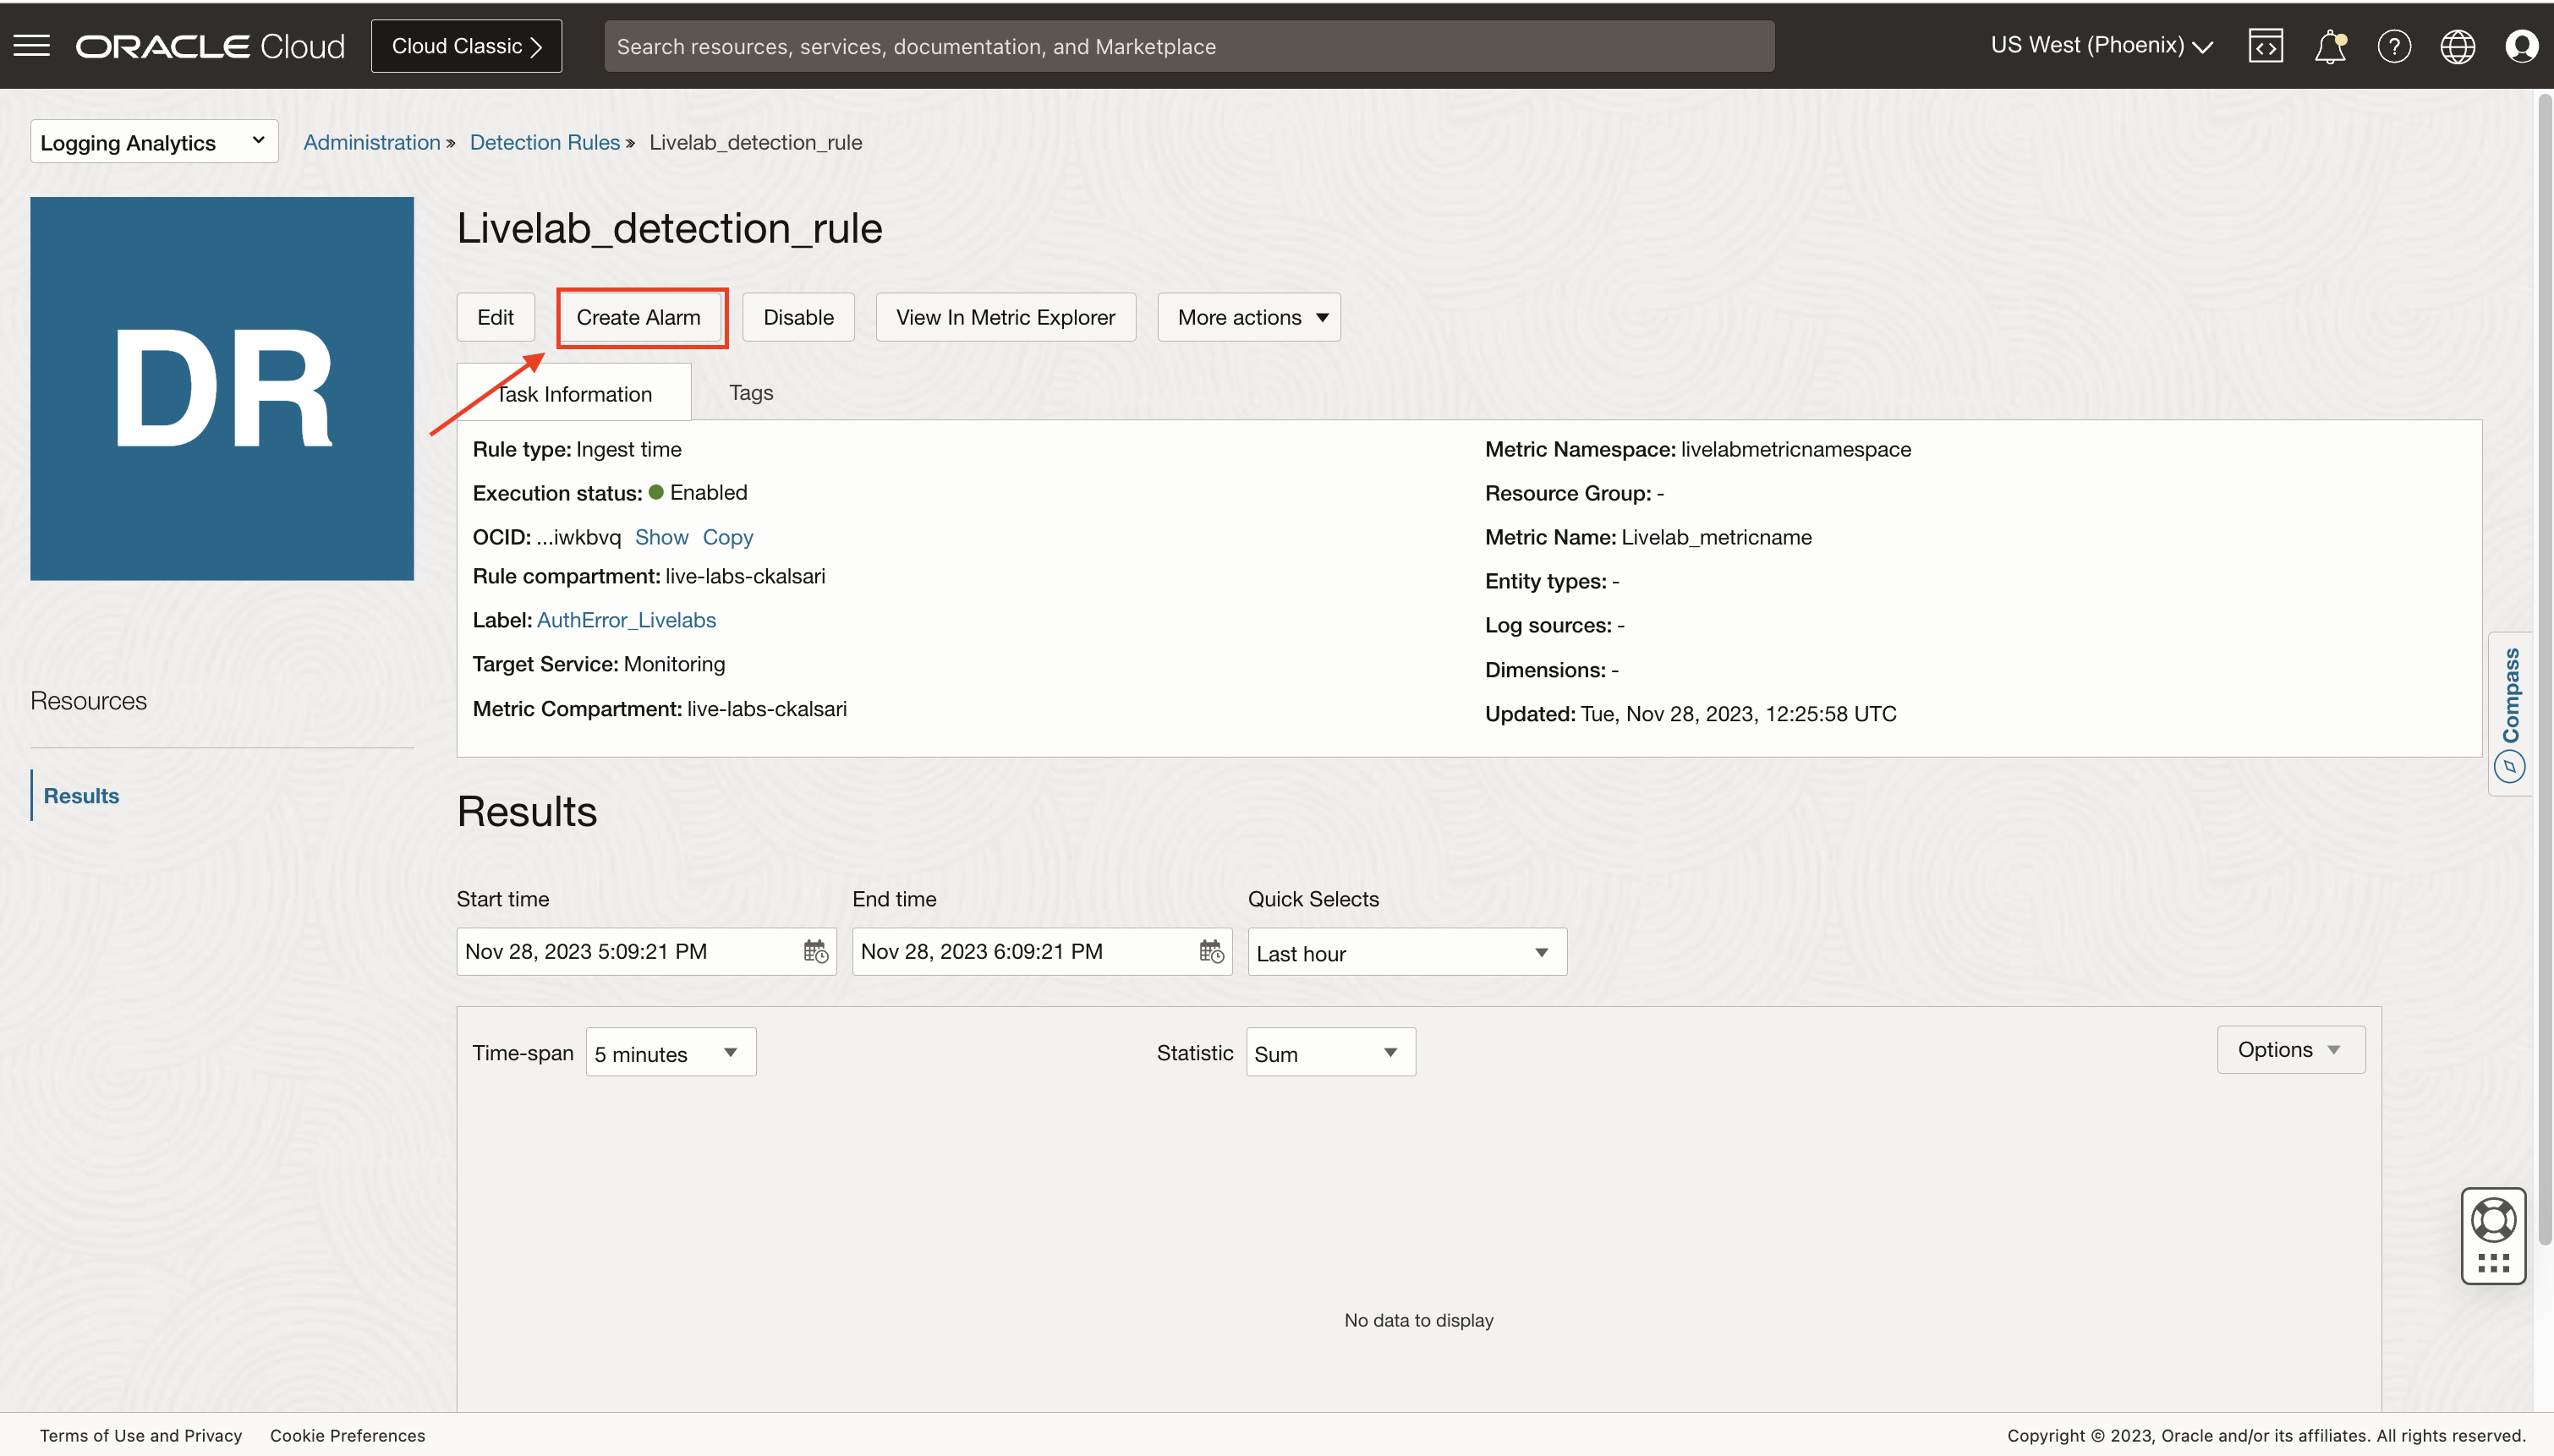 ORACLE Cloud
Cloud Classic
Search resources, services, documentation, and Marketplace
US West (Phoenix)
Logging Analytics
Administration » Detection Rules » Livelab_detection_rule
DR
Livelab_detection_rule
Edit
Create Alarm
Disable
View In Metric Explorer
More actions
Task Information
Tags
Rule type: Ingest time
Execution status: Enabled
OCID: ...iwkbvq Show Copy
Rule compartment: live-labs-ckalsari
Label: AuthError_Livelabs
Target Service: Monitoring
Metric Compartment: live-labs-ckalsari
Metric Namespace: livelabmetricnamespace
Resource Group: -
Metric Name: Livelab_metricname
Entity types: -
Log sources: -
Dimensions: -
Updated: Tue, Nov 28, 2023, 12:25:58 UTC
Compass
Resources
Results
Results
Start time
Nov 28, 2023 5:09:21 PM
End time
Nov 28, 2023 6:09:21 PM
Quick Selects
Last hour
Time-span
5 minutes
Statistic
Sum
Options
No data to display
Terms of Use and Privacy
Cookie Preferences
Copyright © 2023, Oracle and/or its affiliates. All rights reserved.